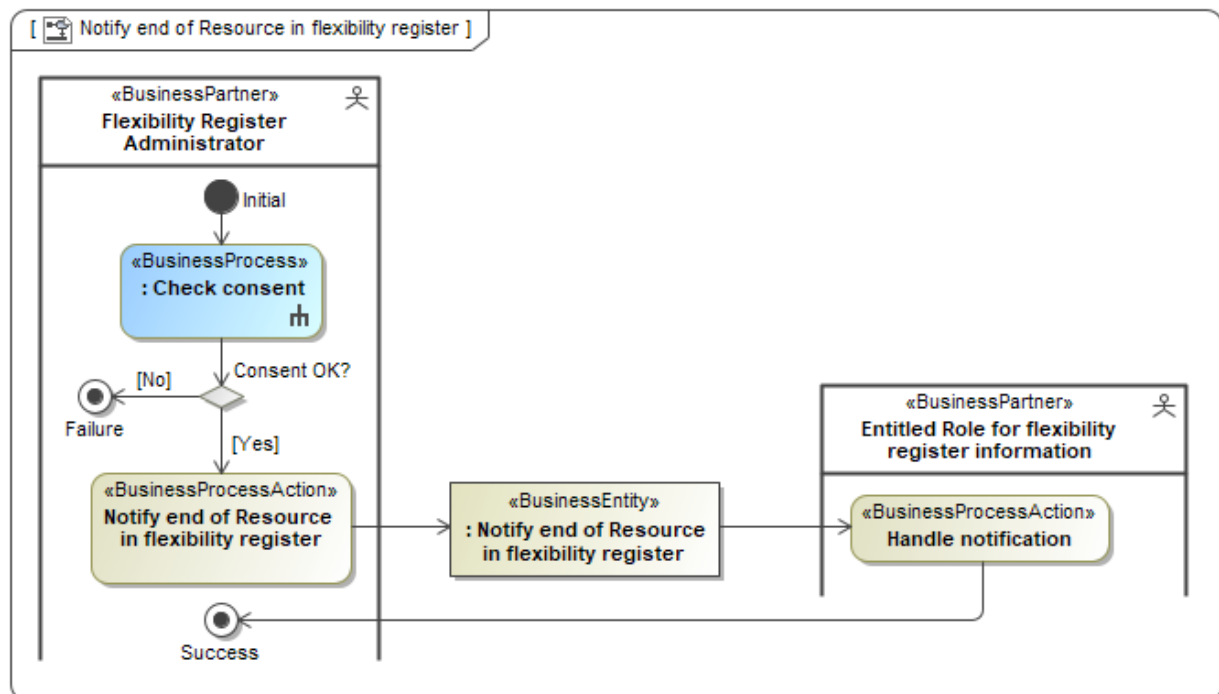 [ Notify end of Resource in flexibility register ]
«BusinessPartner»
Flexibility Register
Administrator
Initial
«BusinessProcess»
: Check consent
Consent OK?
[No]
Failure
[Yes]
«BusinessProcessAction»
Notify end of Resource
in flexibility register
«BusinessEntity»
: Notify end of Resource
in flexibility register
«BusinessPartner»
Entitled Role for flexibility
register information
«BusinessProcessAction»
Handle notification
Success